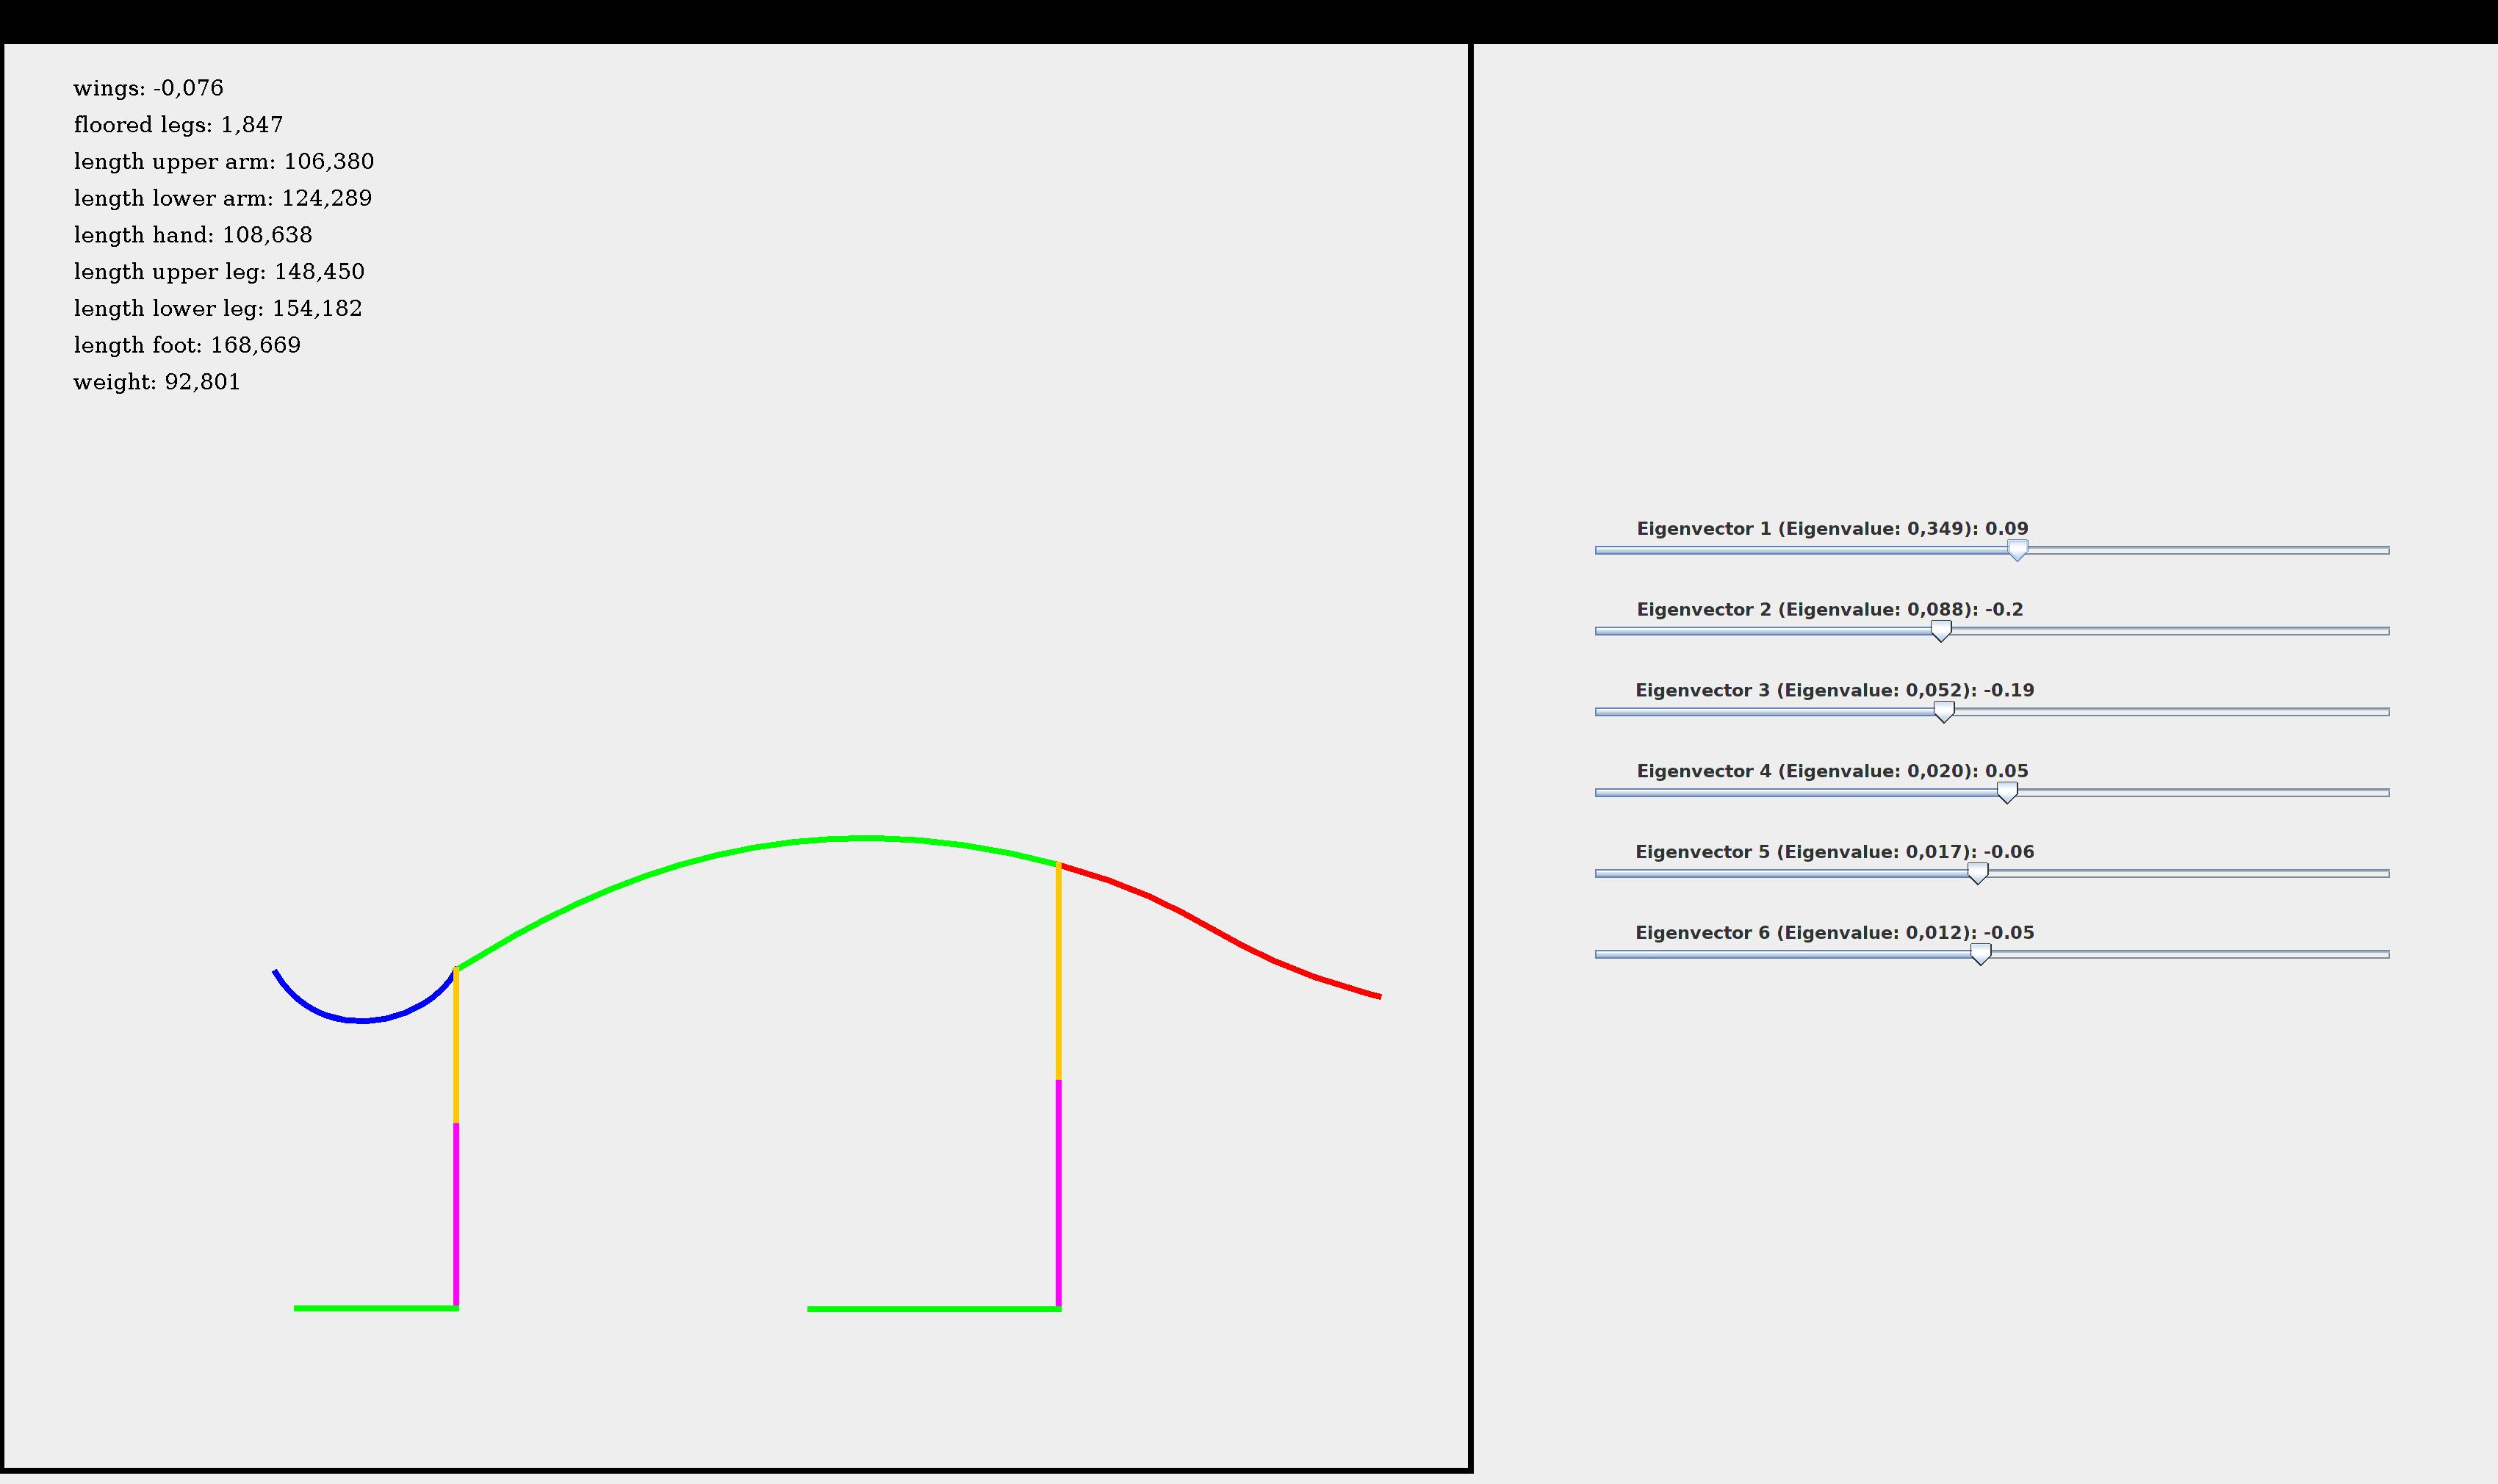 wings: -0,076
floored legs: 1,847
length upper arm: 106,380
length lower arm: 124,289
length hand: 108,638
length upper leg: 148,450
length lower leg: 154,182
length foot: 168,669
weight: 92,801
Eigenvector 1 (Eigenvalue: 0,349): 0.09
Eigenvector 2 (Eigenvalue: 0,088): -0.2
Eigenvector 3 (Eigenvalue: 0,052): -0.19
Eigenvector 4 (Eigenvalue: 0,020): 0.05
Eigenvector 5 (Eigenvalue: 0,017): -0.06
Eigenvector 6 (Eigenvalue: 0,012): -0.05